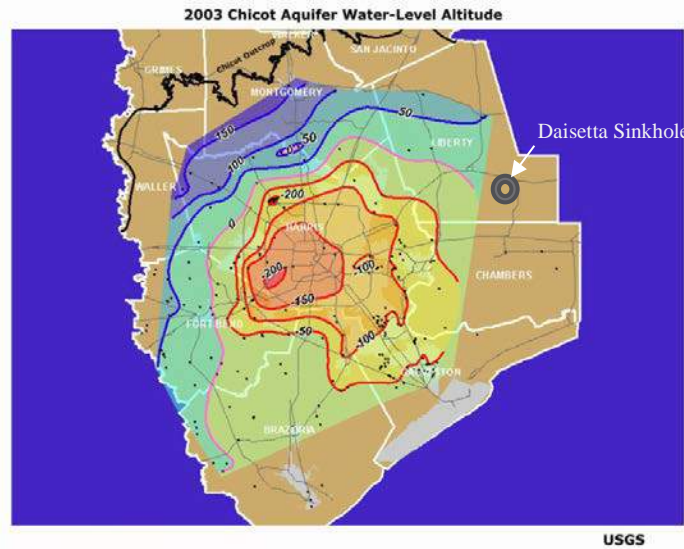 2003 Chicot Aquifer Water-Level Altitude
SAN JACINTO
GRIMES
Chicot Outcrop
MONTGOMERY
150
50
50
Daisetta Sinkhole
LIBERTY
100
0
WALLER
-200
0
HARRIS
-200
-100
CHAMBERS
-150
FORT BEND
-50
-100
BRAZORIA
USGS